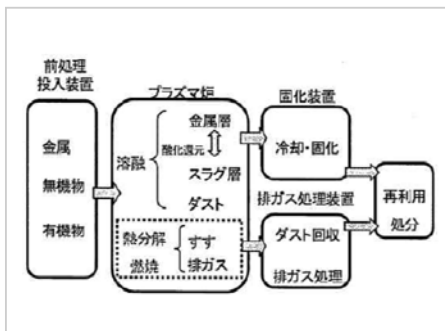 前処理
投入装置
金属
無機物
有機物
プラズマ炉
溶融
金属層
酸化還元
スラグ層
ダスト
熱分解
燃焼
すす
排ガス
固化装置
冷却・固化
排ガス処理装置
ダスト回収
排ガス処理
再利用
処分